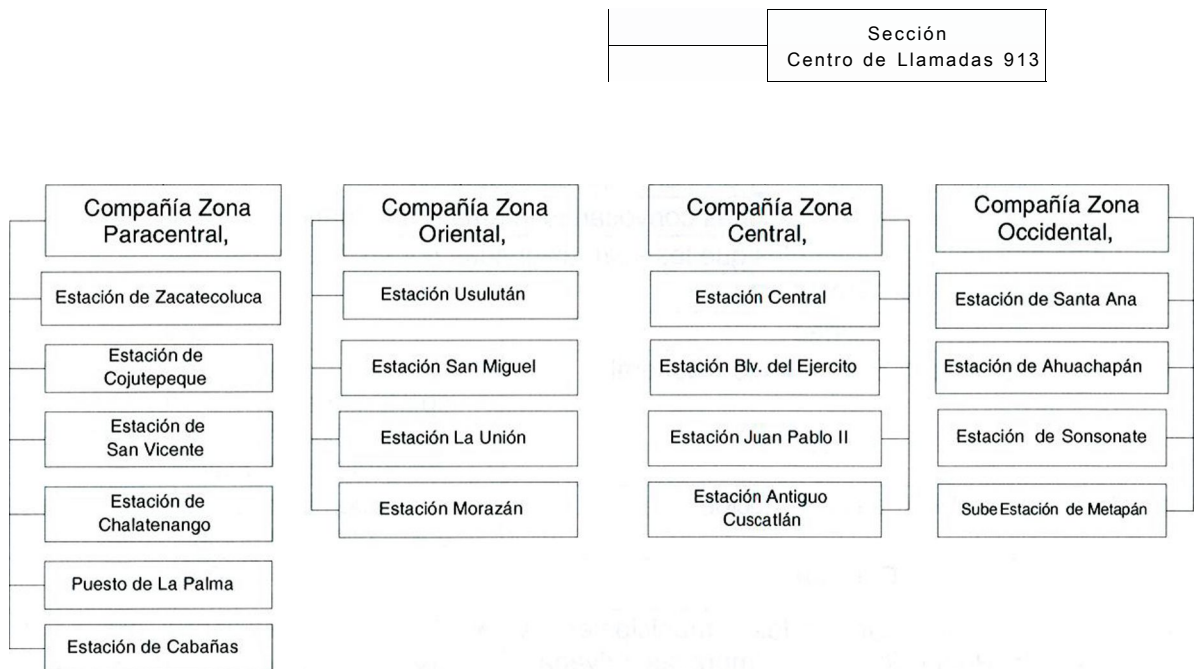 Sección
Centro de Llamadas 913
Compañía Zona
Paracentral,
Estación de Zacatecoluca
Estación de
Cojutepeque
Estación de
San Vicente
Estación de
Chalatenango
Puesto de La Palma
Estación de Cabañas
Compañía Zona
Oriental,
Estación Usulután
Estación San Miguel
Estación La Unión
Estación Morazán
Compañía Zona
Central,
Estación Central
Estación Blv. del Ejercito
Estación Juan Pablo II
Estación Antiguo
Cuscatlán
Compañía Zona
Occidental,
Estación de Santa Ana
Estación de Ahuachapán
Estación de Sonsonate
SubeEstación de Metapán